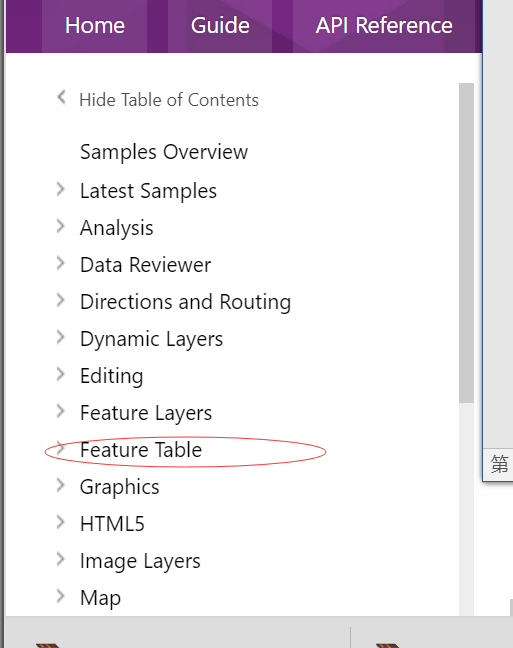 Home Guide API Reference
Hide Table of Contents
Samples Overview
Latest Samples
Analysis
Data Reviewer
Directions and Routing
Dynamic Layers
Editing
Feature Layers
Feature Table
第
Graphics
HTML5
Image Layers
Map